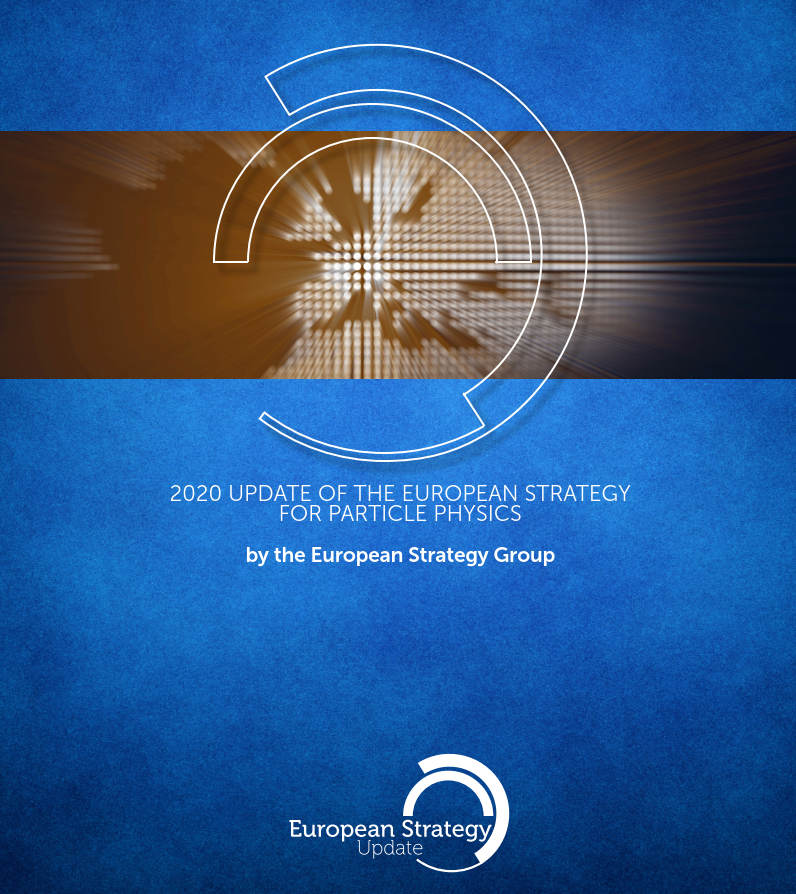 2020 UPDATE OF THE EUROPEAN STRATEGY
FOR PARTICLE PHYSICS
by the European Strategy Group
European Strategy
Update